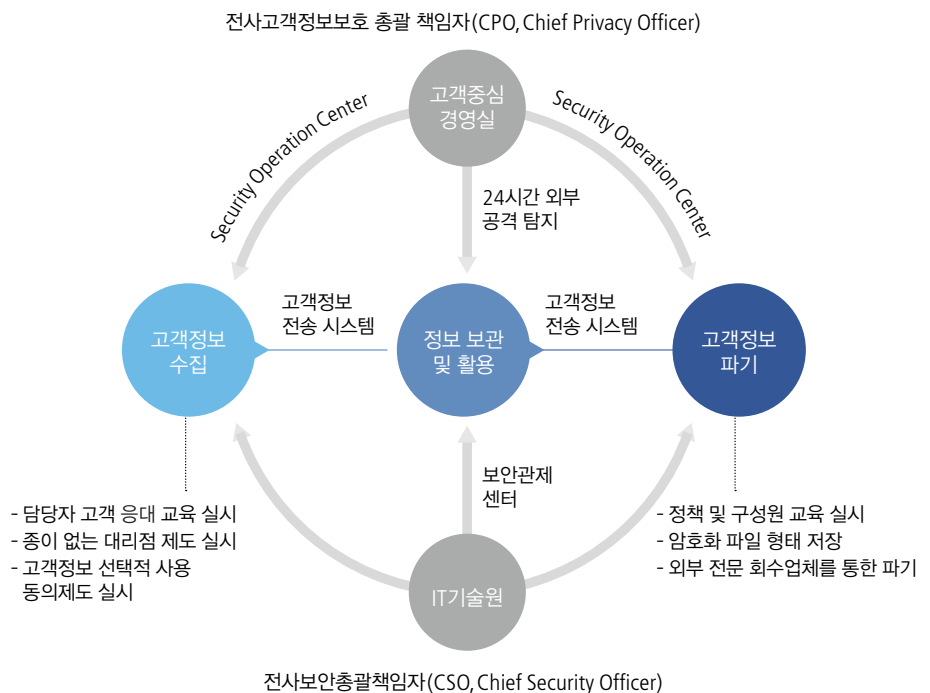 전사고객정보보호 총괄 책임자(CPO, Chief Privacy Officer)
고객중심
경영실
Security Operation Center
Security Operation Center
24시간 외부
공격 탐지
고객정보
수집
고객정보
전송 시스템
정보 보관
및 활용
고객정보
전송 시스템
고객정보
파기
보안관제
센터
- 담당자 고객 응대 교육 실시
- 종이 없는 대리점 제도 실시
- 고객정보 선택적 사용
동의제도 실시
- 정책 및 구성원 교육 실시
- 암호화 파일 형태 저장
- 외부 전문 회수업체를 통한 파기
IT기술원
전사보안총괄책임자(CSO, Chief Security Officer)